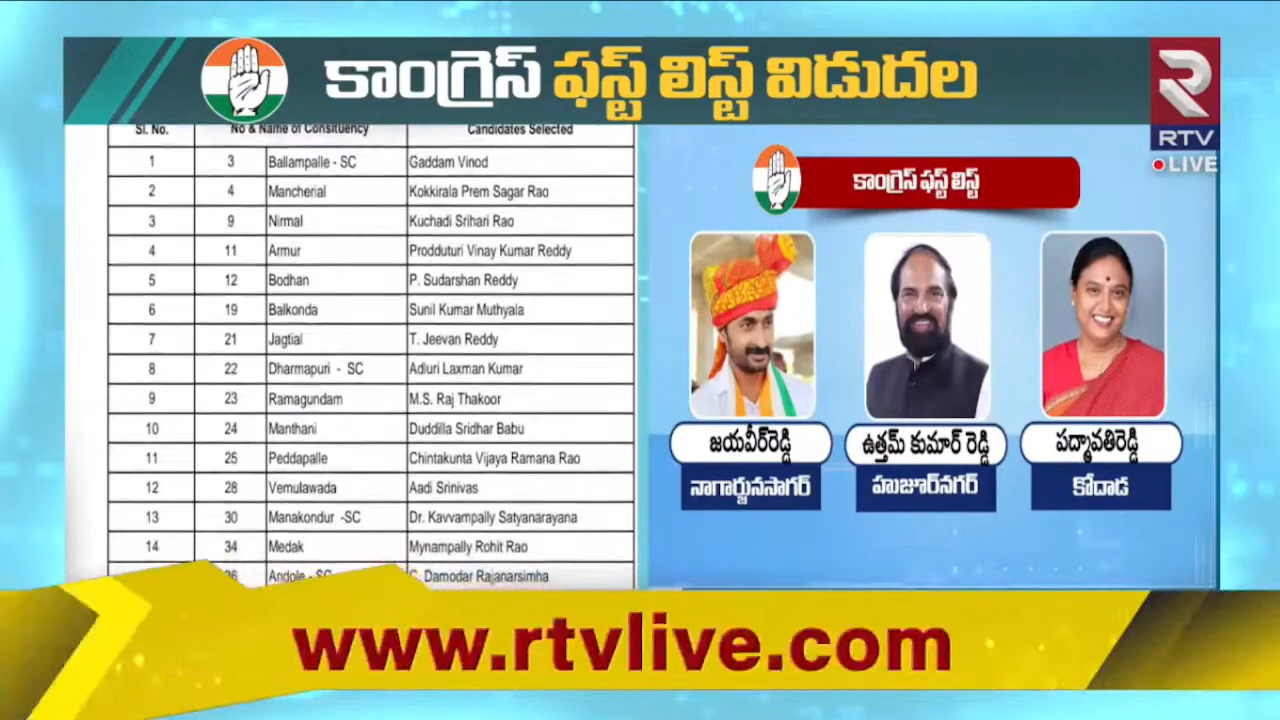 కాంగ్రెస్ ఫస్ట్ లిస్ట్ విడుదల
RTV
LIVE
Sl. No. No & Name of Consituency Candidates Selected
1 3 Ballampalle - SC Gaddam Vinod
2 4 Mancherial Kokkirala Prem Sagar Rao
3 9 Nirmal Kuchadi Srihari Rao
4 11 Armur Prodduturi Vinay Kumar Reddy
5 12 Bodhan P. Sudarshan Reddy
6 19 Balkonda Sunil Kumar Muthyala
7 21 Jagtial T. Jeevan Reddy
8 22 Dharmapuri - SC Adluri Laxman Kumar
9 23 Ramagundam M.S. Raj Thakoor
10 24 Manthani Duddilla Sridhar Babu
11 25 Peddapalle Chintakunta Vijaya Ramana Rao
12 28 Vemulawada Aadi Srinivas
13 30 Manakondur -SC Dr. Kavvampally Satyanarayana
14 34 Medak Mynampally Rohit Rao
Andole - SC C. Damodar Rajanarsimha
కాంగ్రెస్ ఫస్ట్ లిస్ట్
జయవీర్‌రెడ్డి ఉత్తమ్ కుమార్ రెడ్డి పద్మావతిరెడ్డి
నాగార్జునసాగర్ హుజూర్‌నగర్ కోదాడ
www.rtvlive.com